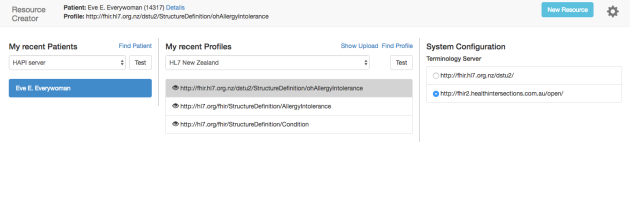 Resource Creator
Patient: Eve E. Everywoman (14317) Details
Profile: http://fhir.hl7.org.nz/dstu2/StructureDefinition/ohAllergyIntolerance
New Resource
My recent Patients Find Patient
HAPI server Test
Eve E. Everywoman
My recent Profiles Show Upload Find Profile
HL7 New Zealand Test
http://fhir.hl7.org.nz/dstu2/StructureDefinition/ohAllergyIntolerance
http://hl7.org/fhir/StructureDefinition/AllergyIntolerance
http://hl7.org/fhir/StructureDefinition/Condition
System Configuration
Terminology Server
http://fhir.hl7.org.nz/dstu2/
http://fhir2.healthintersections.com.au/open/